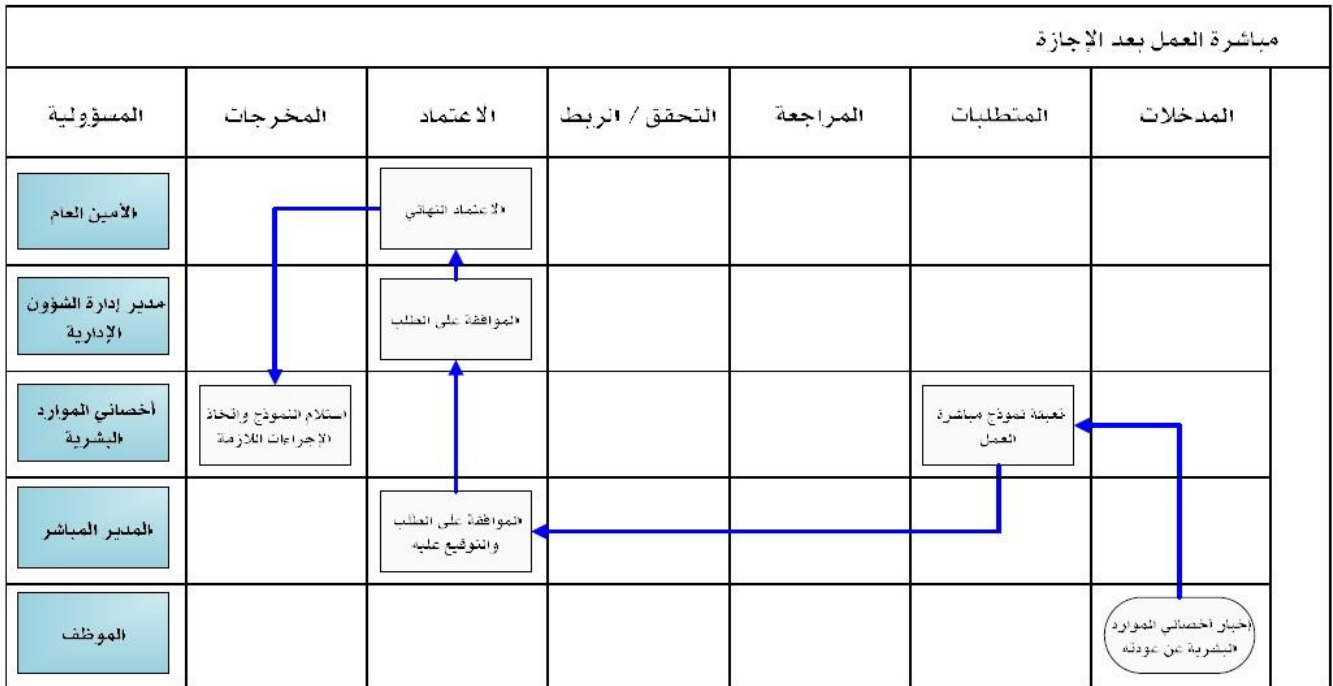 مباشرة العمل بعد الإجازة
المدخلات
المتطلبات
المراجعة
التحقق / الربط
الاعتماد
المخرجات
المسؤولية
الاعتماد النهائي
الأمين العام
الموافقة على الطلب
مدير إدارة الشؤون
الإدارية
تعبئة نموذج مباشرة
العمل
استلام النموذج واتخاذ
الإجراءات اللازمة
أخصائي الموارد
البشرية
الموافقة على الطلب
والتوقيع عليه
المدير المباشر
إخبار أخصائي الموارد
البشرية عن عودته
الموظف